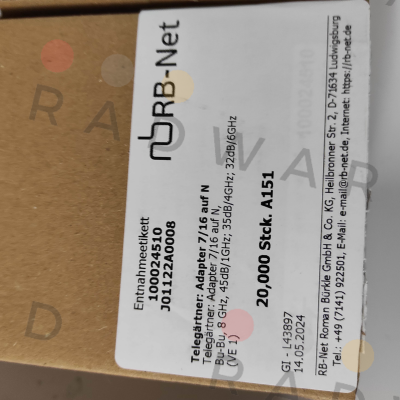 RB-Net
Entnahmeetikett
100024510
J01122A0008
Telegärtner: Adapter 7/16 auf N
Telegärtner: Adapter 7/16 auf N,
Bu-Bu, 8 GHz, 45dB/1GHz; 35dB/4GHz; 32dB/6GHz
(VE 1)
20,000 Stck. A151
GI - L43897
14.05.2024
RB-Net Roman Bürkle GmbH & Co. KG, Heilbronner Str. 2, D-71634 Ludwigsburg
Tel.: +49 (7141) 922501, E-Mail: e-mail@rb-net.de, Internet: https://rb-net.de
RADWAR
D